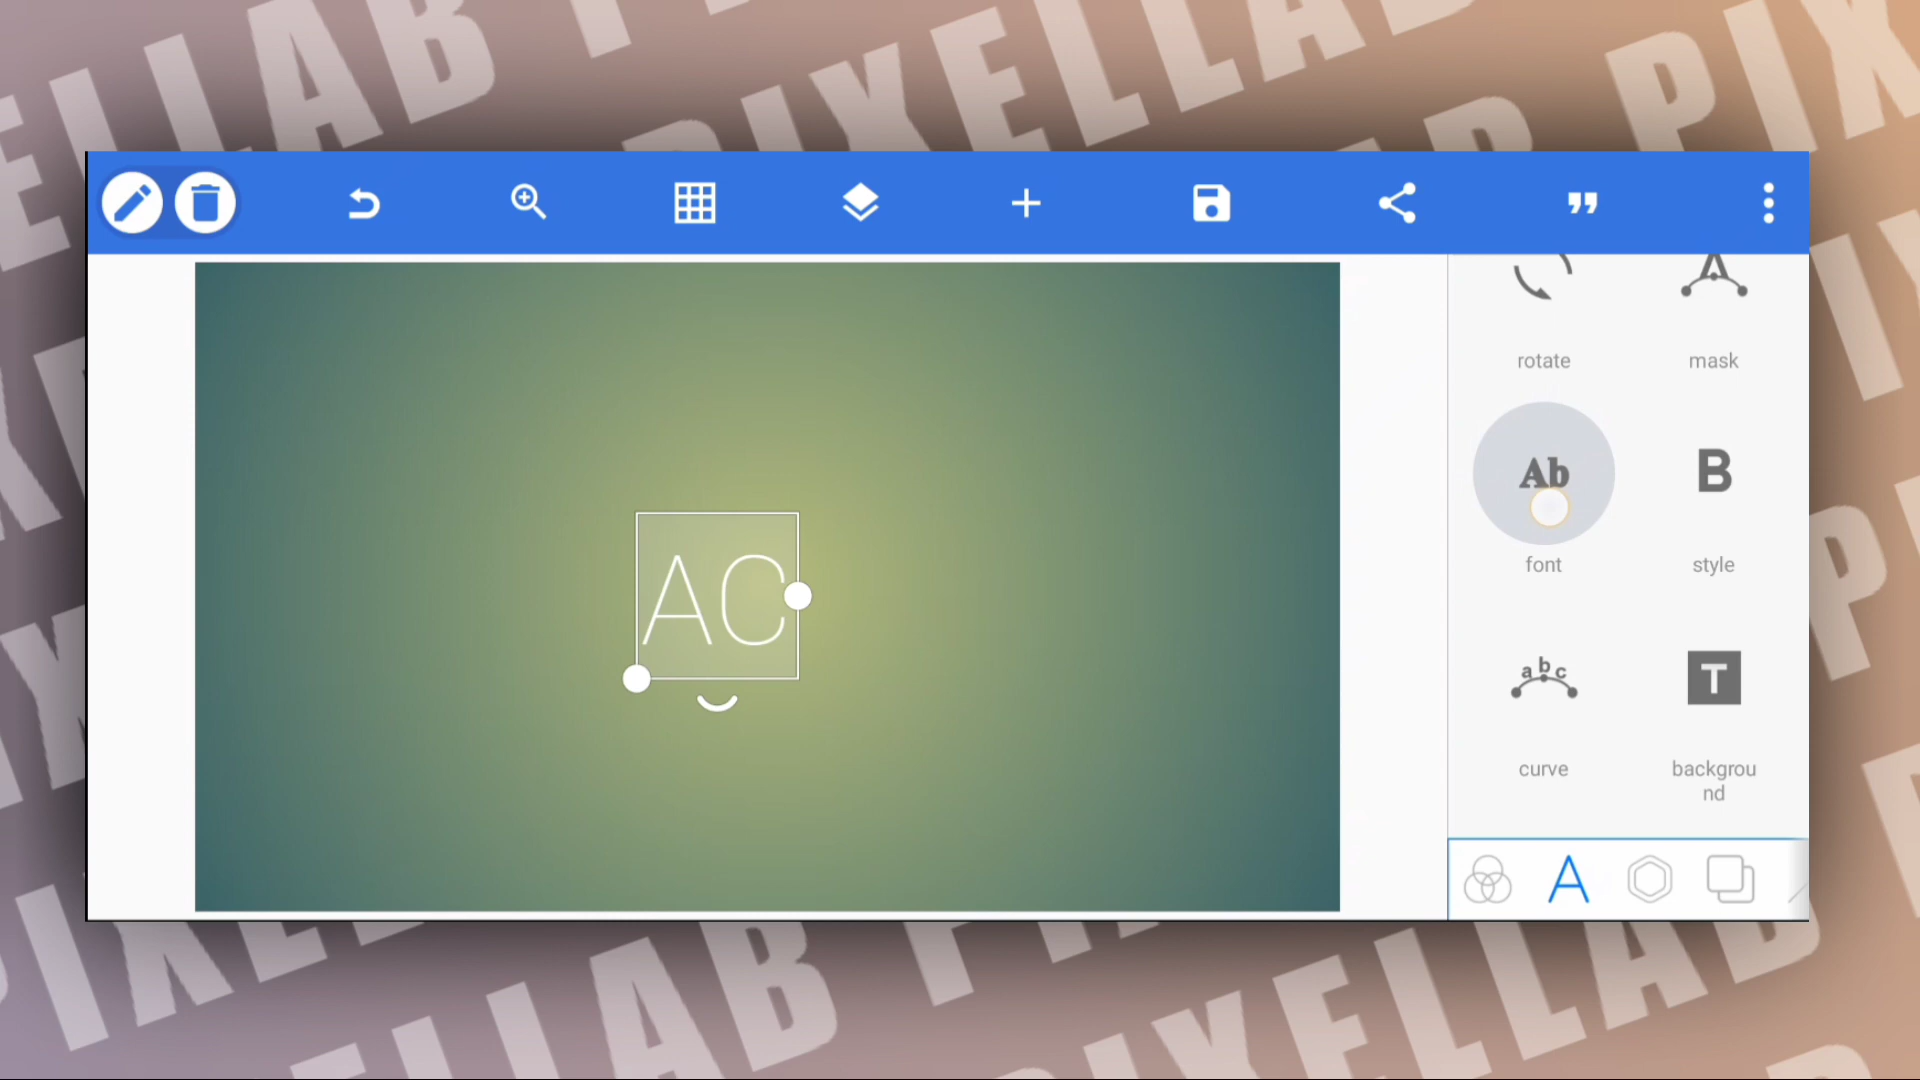 PIXELLAB
AC
rotate
mask
Ab
font
B
style
abc
curve
T
backgrou
nd
A